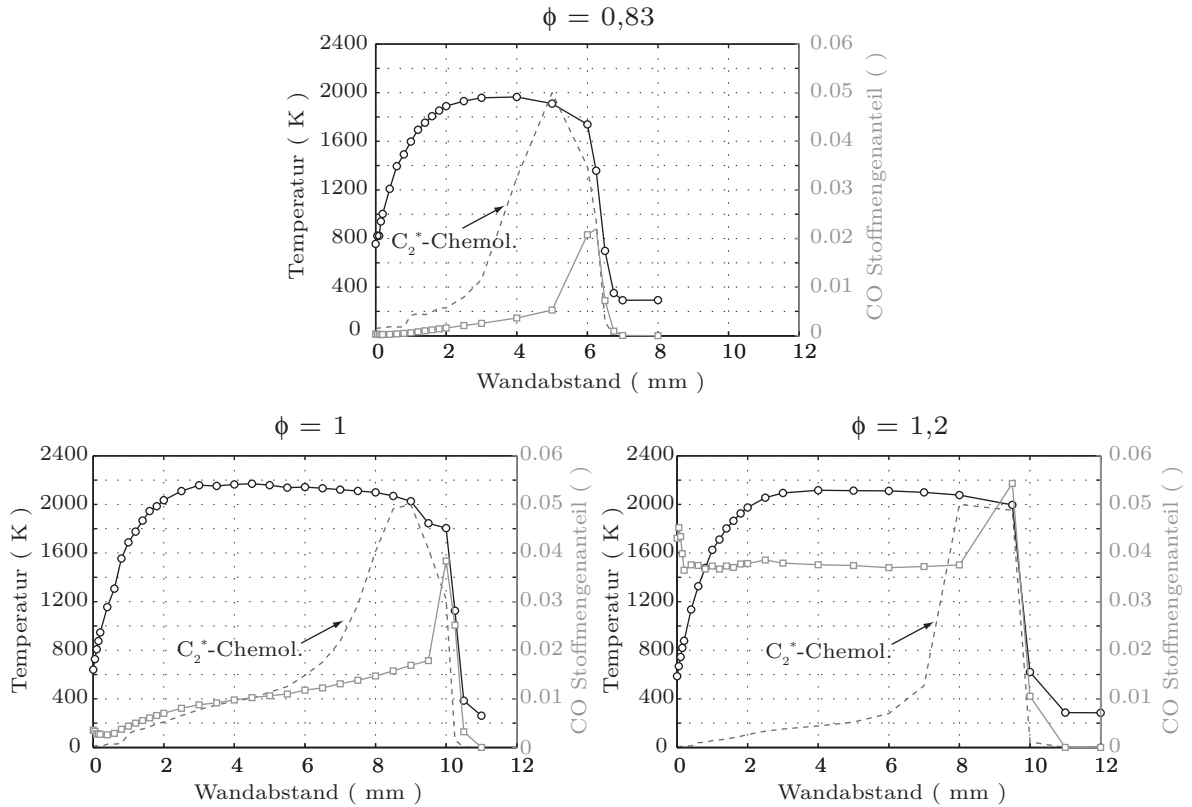 ϕ = 0,83
2400
2000
1600
1200
800
400
0
Temperatur ( K )
0.06
0.05
0.04
0.03
0.02
0.01
0
CO Stoffmengenanteil ( )
C2*-Chemol.
0 2 4 6 8 10 12
Wandabstand ( mm )
ϕ = 1
2400
2000
1600
1200
800
400
0
Temperatur ( K )
0.06
0.05
0.04
0.03
0.02
0.01
0
CO Stoffmengenanteil ( )
C2*-Chemol.
0 2 4 6 8 10 12
Wandabstand ( mm )
ϕ = 1,2
2400
2000
1600
1200
800
400
0
Temperatur ( K )
0.06
0.05
0.04
0.03
0.02
0.01
0
CO Stoffmengenanteil ( )
C2*-Chemol.
0 2 4 6 8 10 12
Wandabstand ( mm )